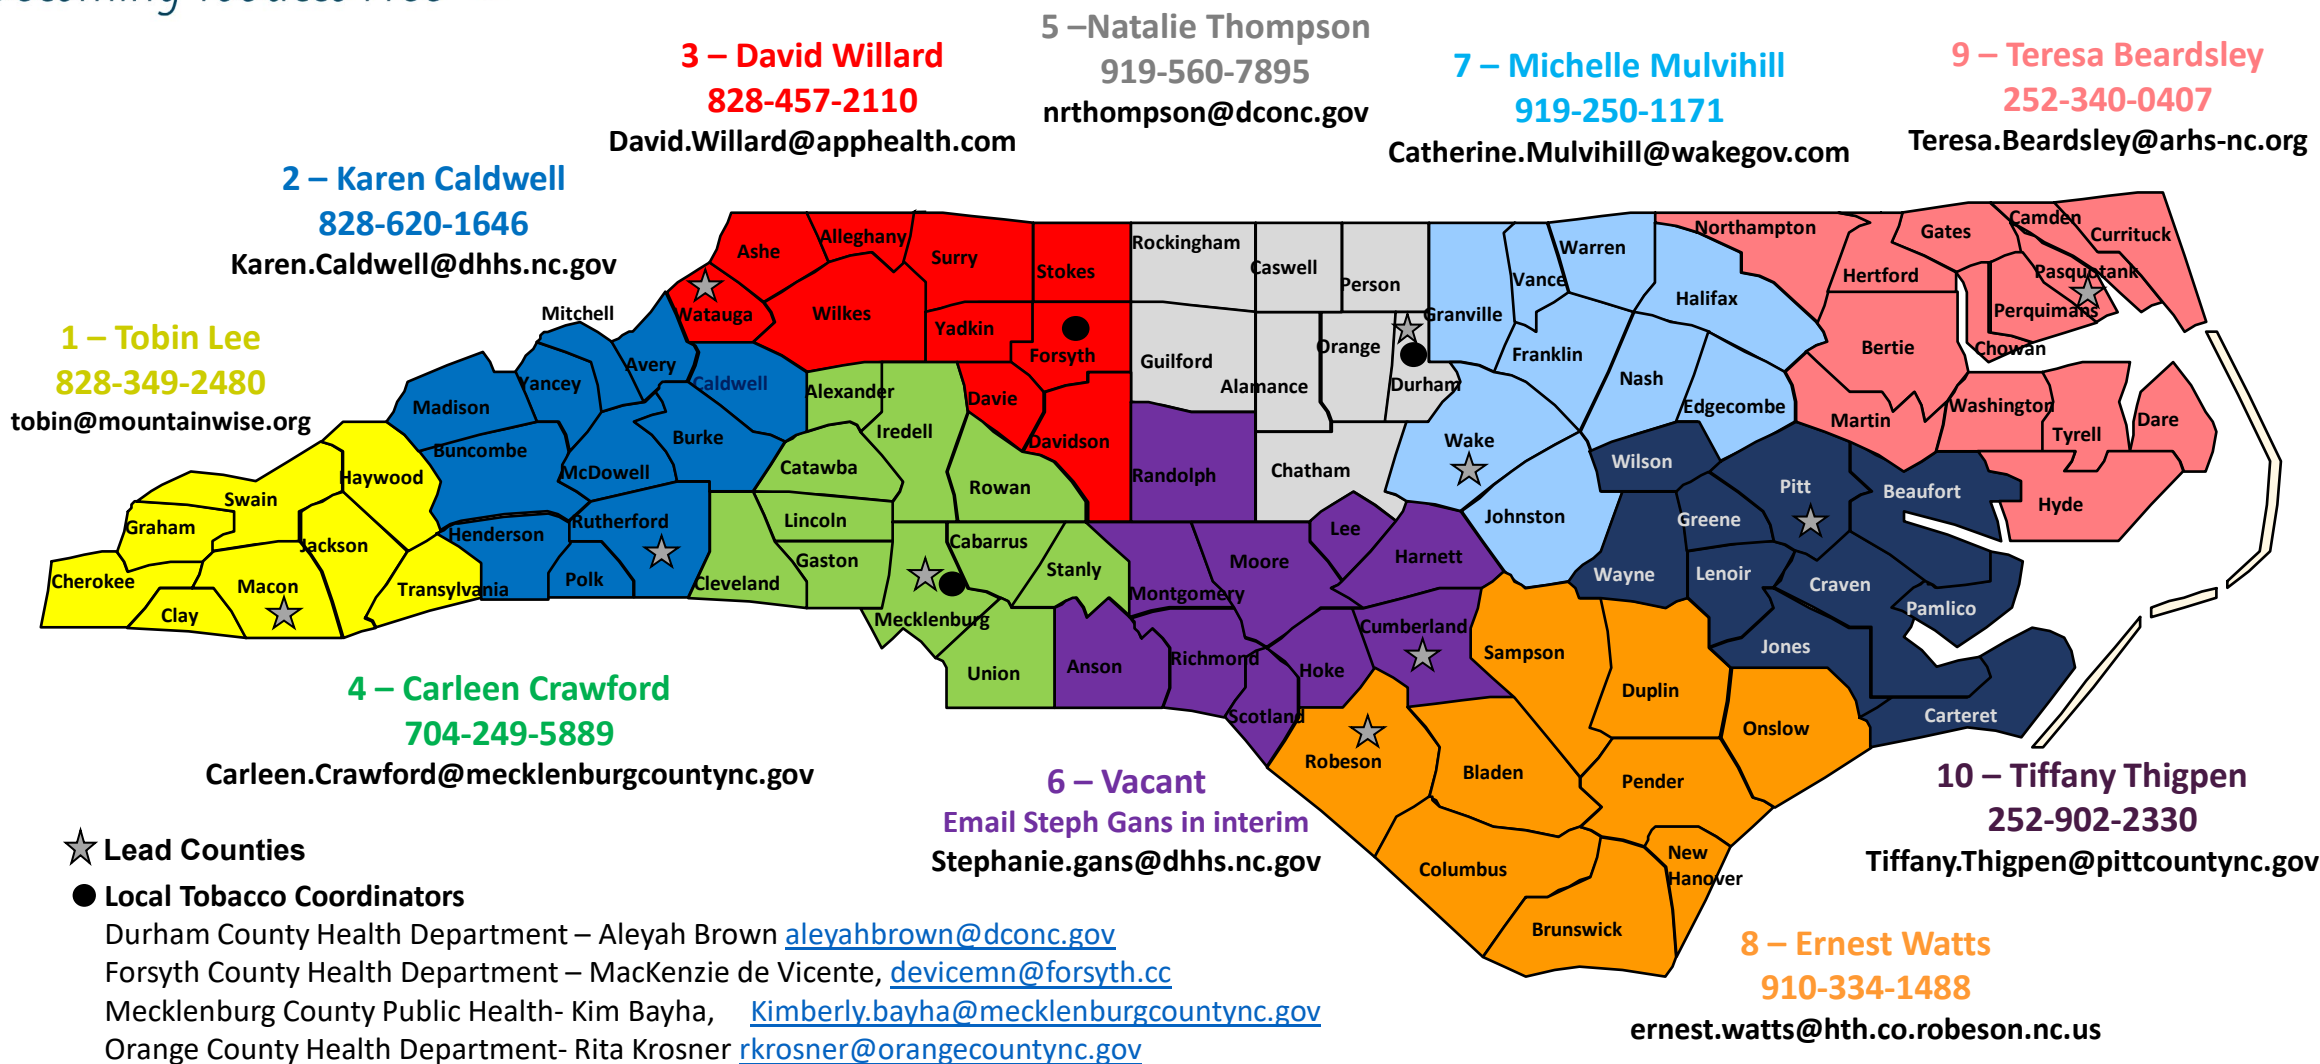 3 – David Willard
828-457-2110
David.Willard@apphealth.com
5 –Natalie Thompson
919-560-7895
nrthompson@dconc.gov
7 – Michelle Mulvihill
919-250-1171
Catherine.Mulvihill@wakegov.com
9 – Teresa Beardsley
252-340-0407
Teresa.Beardsley@arhs-nc.org
2 – Karen Caldwell
828-620-1646
Karen.Caldwell@dhhs.nc.gov
1 – Tobin Lee
828-349-2480
tobin@mountainwise.org
Cherokee
Graham
Swain
Clay
Macon
Jackson
Haywood
Transylvania
Madison
Buncombe
Henderson
Yancey
Mitchell
Avery
McDowell
Rutherford
Polk
Burke
Caldwell
Watauga
Ashe
Alleghany
Wilkes
Surry
Stokes
Yadkin
Forsyth
Davie
Davidson
Alexander
Iredell
Catawba
Rowan
Lincoln
Gaston
Cleveland
Mecklenburg
Cabarrus
Stanly
Union
Rockingham
Caswell
Person
Guilford
Alamance
Orange
Durham
Chatham
Randolph
Montgomery
Moore
Lee
Harnett
Anson
Richmond
Scotland
Hoke
Cumberland
Granville
Vance
Warren
Franklin
Halifax
Nash
Edgecombe
Wake
Johnston
Northampton
Hertford
Gates
Camden
Currituck
Pasquotank
Perquimans
Chowan
Bertie
Martin
Washington
Tyrell
Dare
Hyde
Wilson
Pitt
Beaufort
Greene
Wayne
Lenoir
Craven
Pamlico
Jones
Carteret
Sampson
Duplin
Onslow
Robeson
Bladen
Pender
Columbus
New
Hanover
Brunswick
4 – Carleen Crawford
704-249-5889
Carleen.Crawford@mecklenburgcountync.gov
6 – Vacant
Email Steph Gans in interim
Stephanie.gans@dhhs.nc.gov
10 – Tiffany Thigpen
252-902-2330
Tiffany.Thigpen@pittcountync.gov
8 – Ernest Watts
910-334-1488
ernest.watts@hth.co.robeson.nc.us
Lead Counties
Local Tobacco Coordinators
Durham County Health Department – Aleyah Brown aleyahbrown@dconc.gov
Forsyth County Health Department – MacKenzie de Vicente, devicemn@forsyth.cc
Mecklenburg County Public Health- Kim Bayha, Kimberly.bayha@mecklenburgcountync.gov
Orange County Health Department- Rita Krosner rkrosner@orangecountync.gov